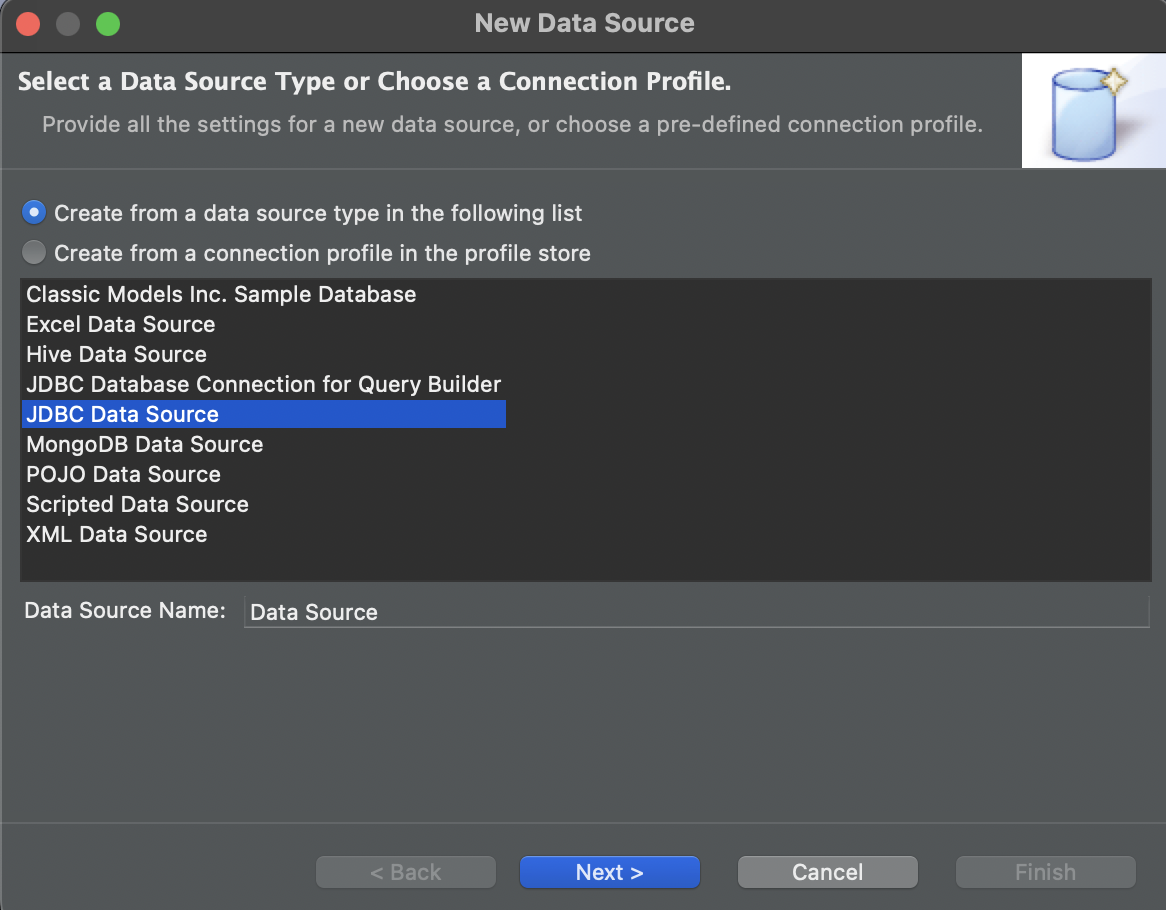 New Data Source
Select a Data Source Type or Choose a Connection Profile.
Provide all the settings for a new data source, or choose a pre-defined connection profile.
Create from a data source type in the following list
Create from a connection profile in the profile store
Classic Models Inc. Sample Database
Excel Data Source
Hive Data Source
JDBC Database Connection for Query Builder
JDBC Data Source
MongoDB Data Source
POJO Data Source
Scripted Data Source
XML Data Source
Data Source Name: Data Source
< Back Next > Cancel Finish